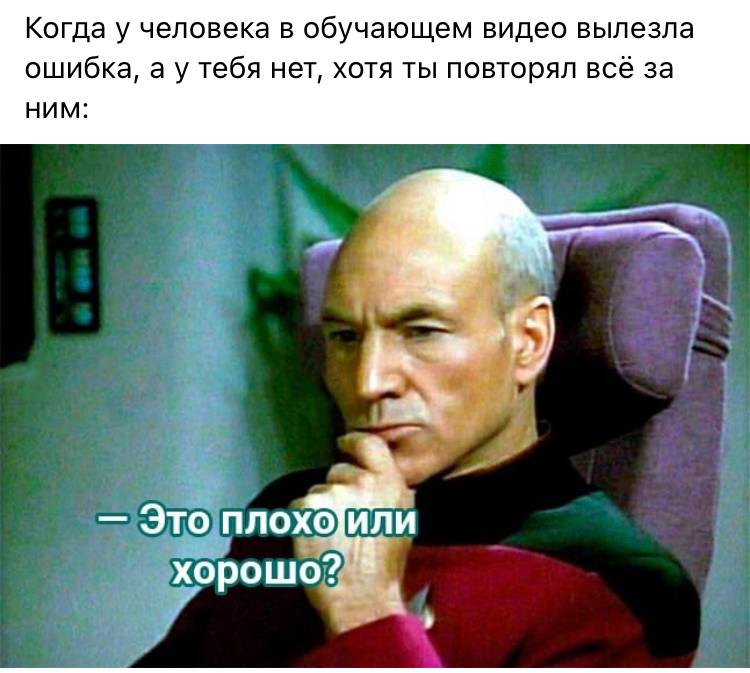 Когда у человека в обучающем видео вылезла
ошибка, а у тебя нет, хотя ты повторял всё за
ним:
— Это плохо или
хорошо?